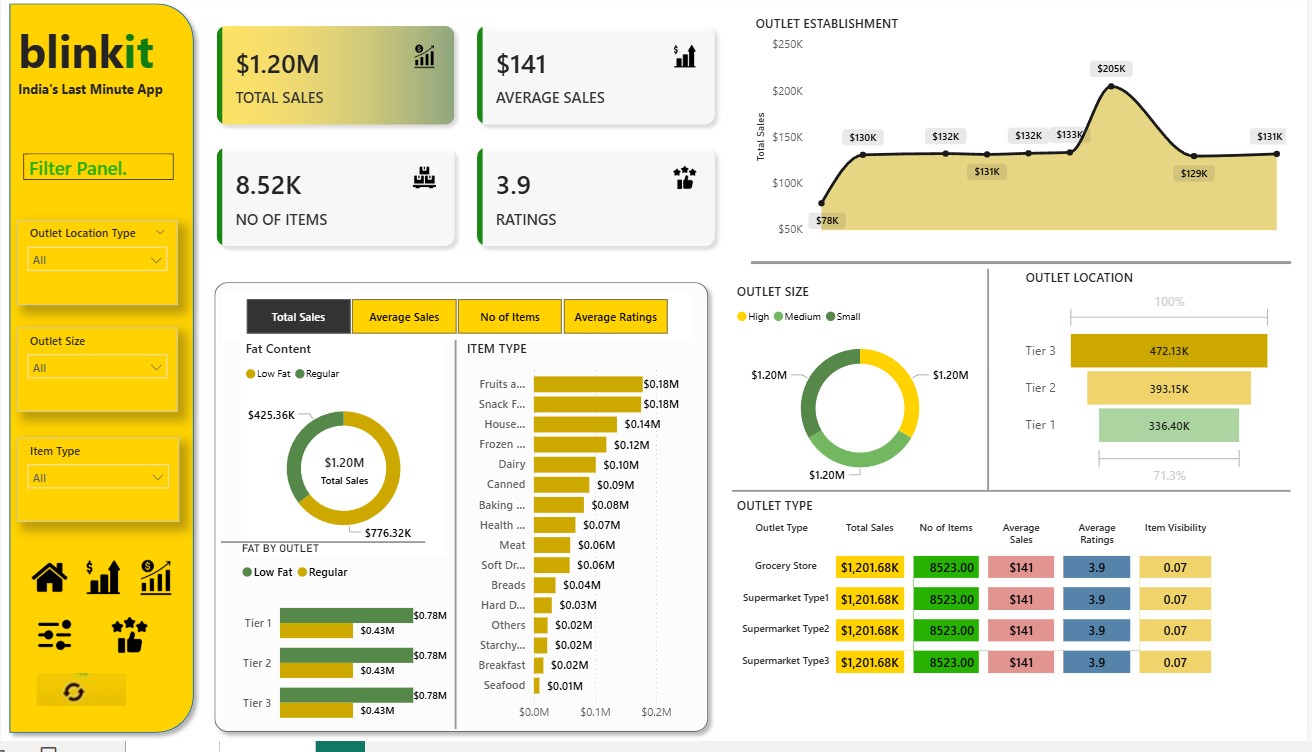 blinkit
India's Last Minute App
Filter Panel.
Outlet Location Type
All
Outlet Size
All
Item Type
All
$1.20M
TOTAL SALES
$141
AVERAGE SALES
8.52K
NO OF ITEMS
3.9
RATINGS
OUTLET ESTABLISHMENT
Total Sales
$250K
$200K
$150K
$100K
$50K
$78K
$130K
$132K
$131K
$132K
$133K
$205K
$129K
$131K
Total Sales
Average Sales
No of Items
Average Ratings
Fat Content
Low Fat
Regular
$425.36K
$1.20M
Total Sales
$776.32K
FAT BY OUTLET
Low Fat
Regular
Tier 1
$0.78M
$0.43M
Tier 2
$0.78M
$0.43M
Tier 3
$0.78M
$0.43M
ITEM TYPE
Fruits a... $0.18M
Snack F... $0.18M
House... $0.14M
Frozen ... $0.12M
Dairy $0.10M
Canned $0.09M
Baking ... $0.08M
Health ... $0.07M
Meat $0.06M
Soft Dr... $0.06M
Breads $0.04M
Hard D... $0.03M
Others $0.02M
Starchy... $0.02M
Breakfast $0.02M
Seafood $0.01M
$0.0M $0.1M $0.2M
OUTLET SIZE
High Medium Small
$1.20M
$1.20M
$1.20M
OUTLET LOCATION
100%
Tier 3 472.13K
Tier 2 393.15K
Tier 1 336.40K
71.3%
OUTLET TYPE
Outlet Type Total Sales No of Items Average Sales Average Ratings Item Visibility
Grocery Store $1,201.68K 8523.00 $141 3.9 0.07
Supermarket Type1 $1,201.68K 8523.00 $141 3.9 0.07
Supermarket Type2 $1,201.68K 8523.00 $141 3.9 0.07
Supermarket Type3 $1,201.68K 8523.00 $141 3.9 0.07